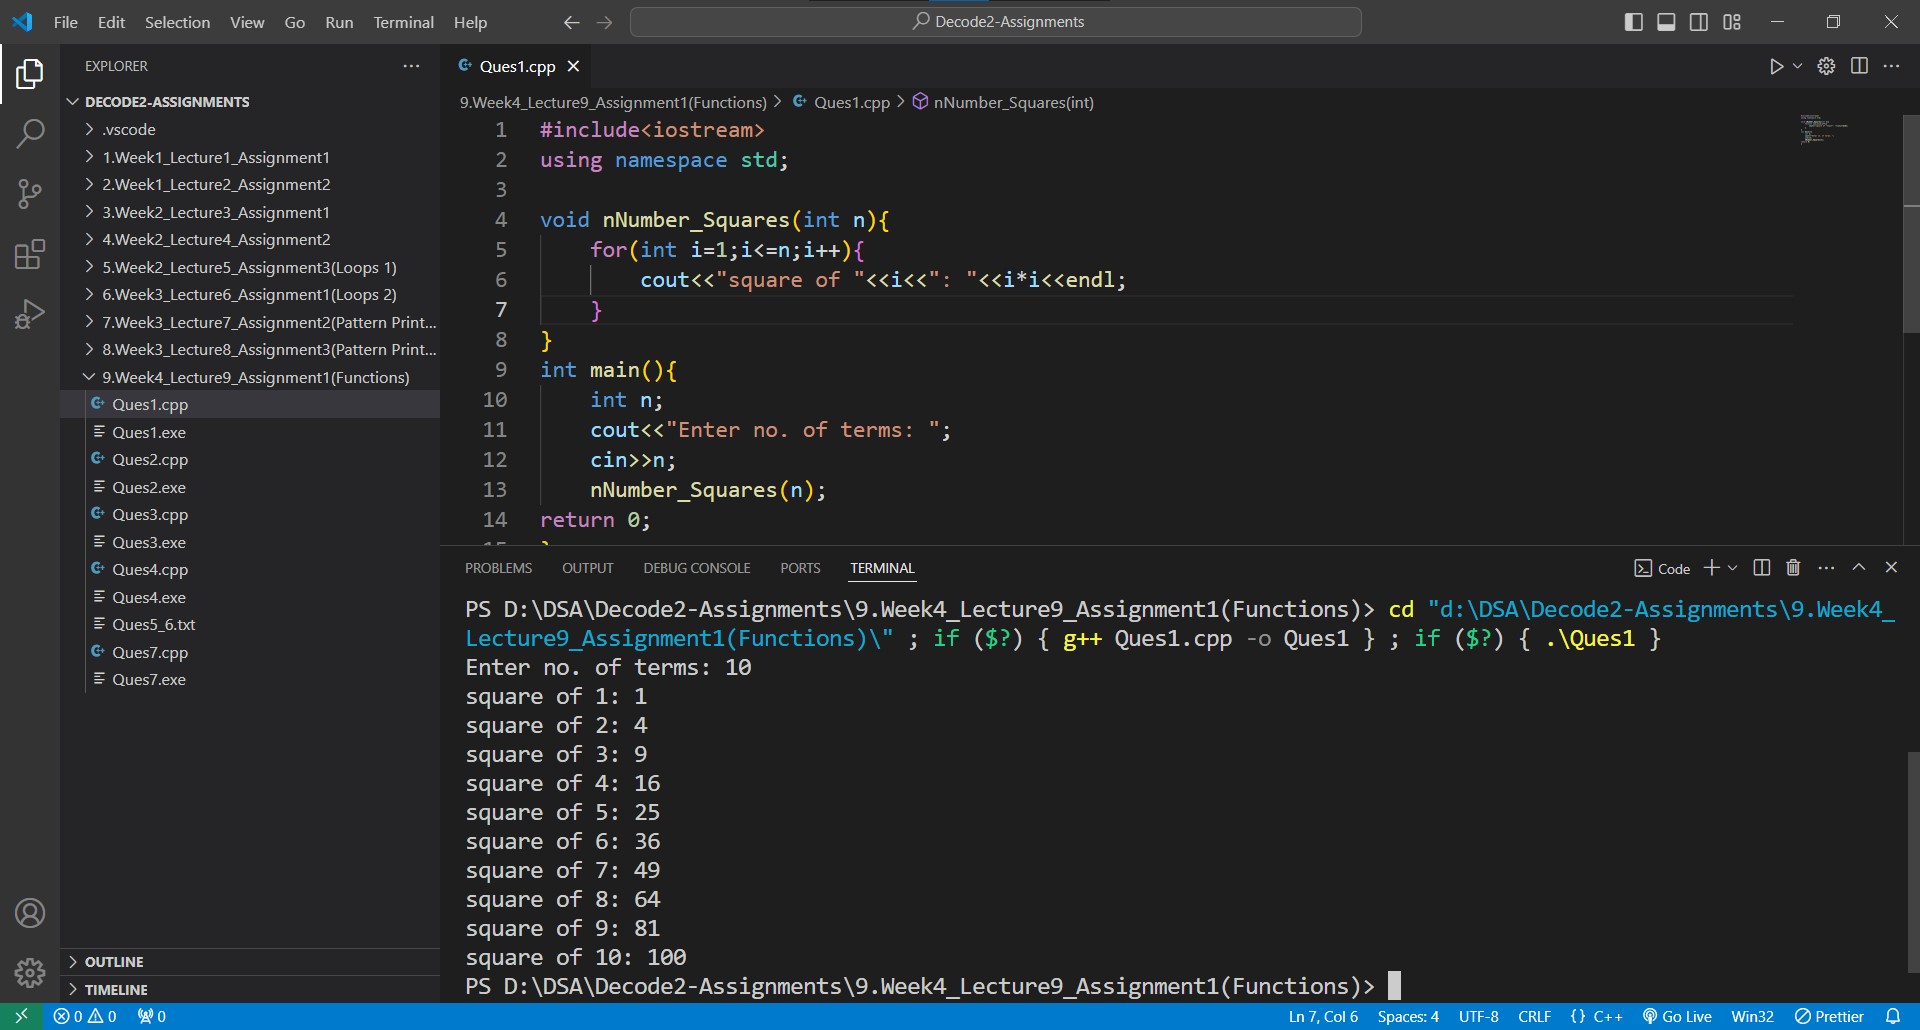 File Edit Selection View Go Run Terminal Help
Decode2-Assignments
EXPLORER
DECODE2-ASSIGNMENTS
.vscode
1.Week1_Lecture1_Assignment1
2.Week1_Lecture2_Assignment2
3.Week2_Lecture3_Assignment1
4.Week2_Lecture4_Assignment2
5.Week2_Lecture5_Assignment3(Loops 1)
6.Week3_Lecture6_Assignment1(Loops 2)
7.Week3_Lecture7_Assignment2(Pattern Print...
8.Week3_Lecture8_Assignment3(Pattern Print...
9.Week4_Lecture9_Assignment1(Functions)
Ques1.cpp
Ques1.exe
Ques2.cpp
Ques2.exe
Ques3.cpp
Ques3.exe
Ques4.cpp
Ques4.exe
Ques5_6.txt
Ques7.cpp
Ques7.exe
OUTLINE
TIMELINE
Ques1.cpp
9.Week4_Lecture9_Assignment1(Functions) > Ques1.cpp > nNumber_Squares(int)
1 #include<iostream>
2 using namespace std;
3
4 void nNumber_Squares(int n){
5 for(int i=1;i<=n;i++){
6 cout<<"square of "<<i<<": "<<i*i<<endl;
7 }
8 }
9 int main(){
10 int n;
11 cout<<"Enter no. of terms: ";
12 cin>>n;
13 nNumber_Squares(n);
14 return 0;
PROBLEMS OUTPUT DEBUG CONSOLE PORTS TERMINAL
Code
PS D:\DSA\Decode2-Assignments\9.Week4_Lecture9_Assignment1(Functions)> cd "d:\DSA\Decode2-Assignments\9.Week4_
Lecture9_Assignment1(Functions)\" ; if ($?) { g++ Ques1.cpp -o Ques1 } ; if ($?) { .\Ques1 }
Enter no. of terms: 10
square of 1: 1
square of 2: 4
square of 3: 9
square of 4: 16
square of 5: 25
square of 6: 36
square of 7: 49
square of 8: 64
square of 9: 81
square of 10: 100
PS D:\DSA\Decode2-Assignments\9.Week4_Lecture9_Assignment1(Functions)>
0 0 0
Ln 7, Col 6 Spaces: 4 UTF-8 CRLF {} C++ Go Live Win32 Prettier